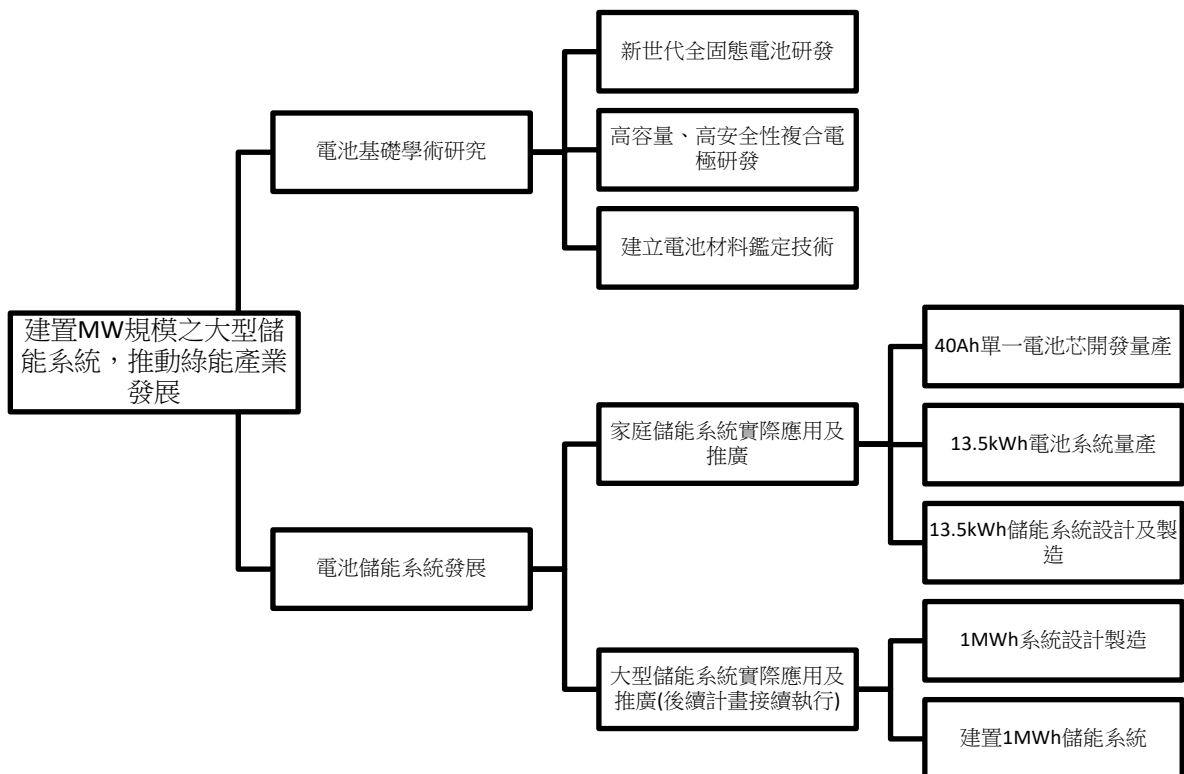 新世代全固態電池研發
高容量、高安全性複合電
極研發
電池基礎學術研究
建立電池材料鑑定技術
建置MW規模之大型儲
能系統，推動綠能產業
發展
40Ah單一電池芯開發量產
家庭儲能系統實際應用及
推廣
13.5kWh電池系統量產
13.5kWh儲能系統設計及製
造
電池儲能系統發展
1MWh系統設計製造
大型儲能系統實際應用及
推廣(後續計畫接續執行)
建置1MWh儲能系統